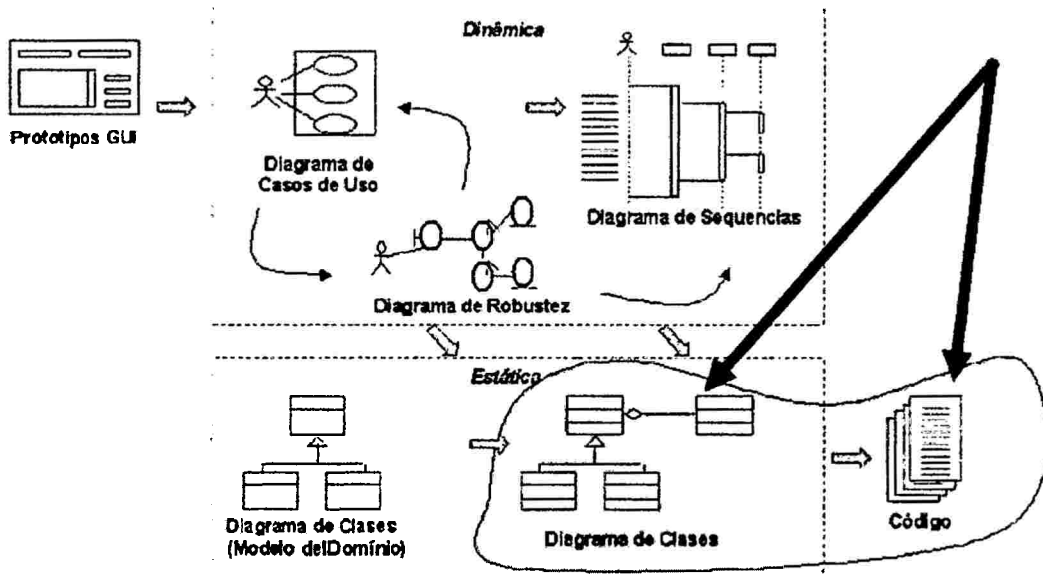 Dinêmica
Prototipos GUI
Diagrama de
Casos de Uso
Diagrama de Sequencias
Diagrama de Robustez
Estático
Diagrama de Clases
(Modelo delDomínio)
Diagrama de Clases
Código